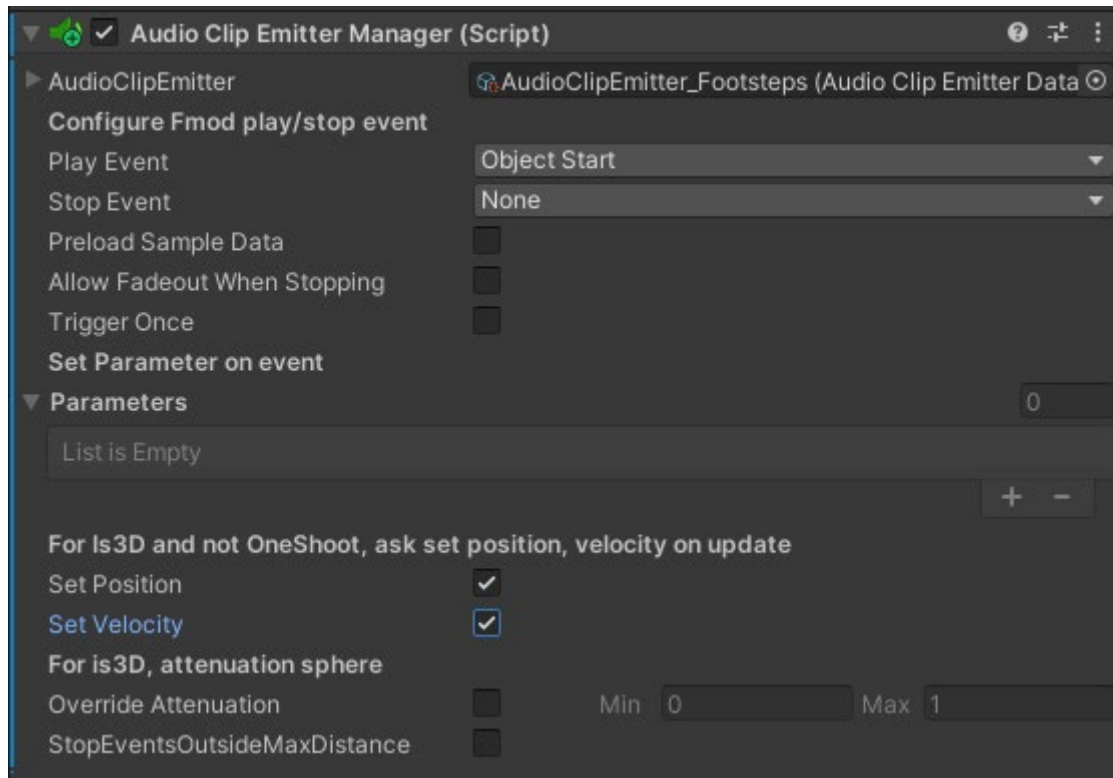 Audio Clip Emitter Manager (Script)
AudioClipEmitter AudioClipEmitter_Footsteps (Audio Clip Emitter Data
Configure Fmod play/stop event
Play Event Object Start
Stop Event None
Preload Sample Data
Allow Fadeout When Stopping
Trigger Once
Set Parameter on event
Parameters 0
List is Empty
+ −
For Is3D and not OneShoot, ask set position, velocity on update
Set Position
Set Velocity
For is3D, attenuation sphere
Override Attenuation Min 0 Max 1
StopEventsOutsideMaxDistance